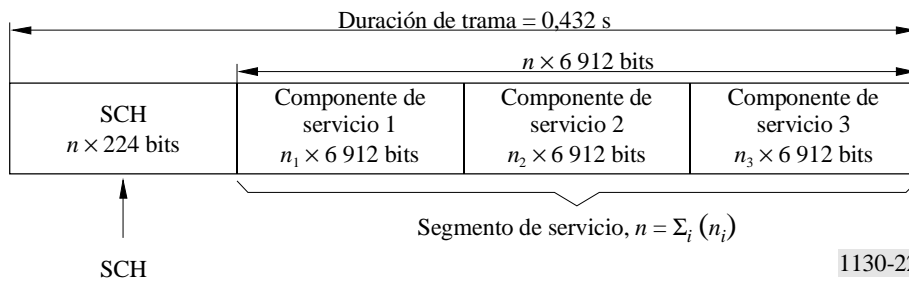 Duración de trama = 0,432 s
n × 6 912 bits
SCH
n × 224 bits
Componente de
servicio 1
n₁ × 6 912 bits
Componente de
servicio 2
n₂ × 6 912 bits
Componente de
servicio 3
n₃ × 6 912 bits
Segmento de servicio, n = Σᵢ (nᵢ)
SCH